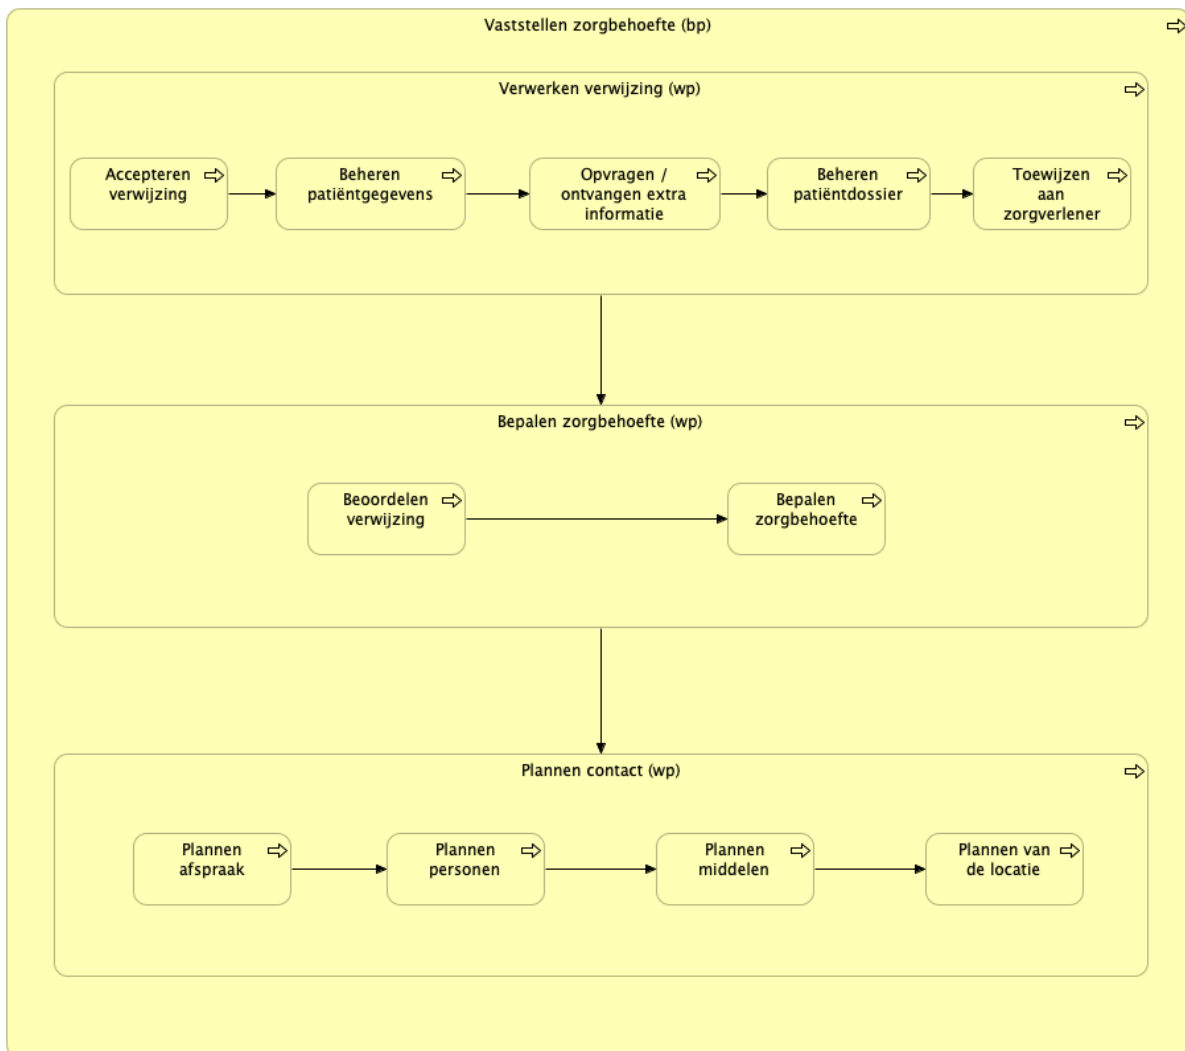 Vaststellen zorgbehoefte (bp)
Verwerken verwijzing (wp)
Accepteren
verwijzing
Beheren
patiëntgegevens
Opvragen /
ontvangen extra
informatie
Beheren
patiëntdossier
Toewijzen
aan
zorgverlener
Bepalen zorgbehoefte (wp)
Beoordelen
verwijzing
Bepalen
zorgbehoefte
Plannen contact (wp)
Plannen
afspraak
Plannen
personen
Plannen
middelen
Plannen van
de locatie